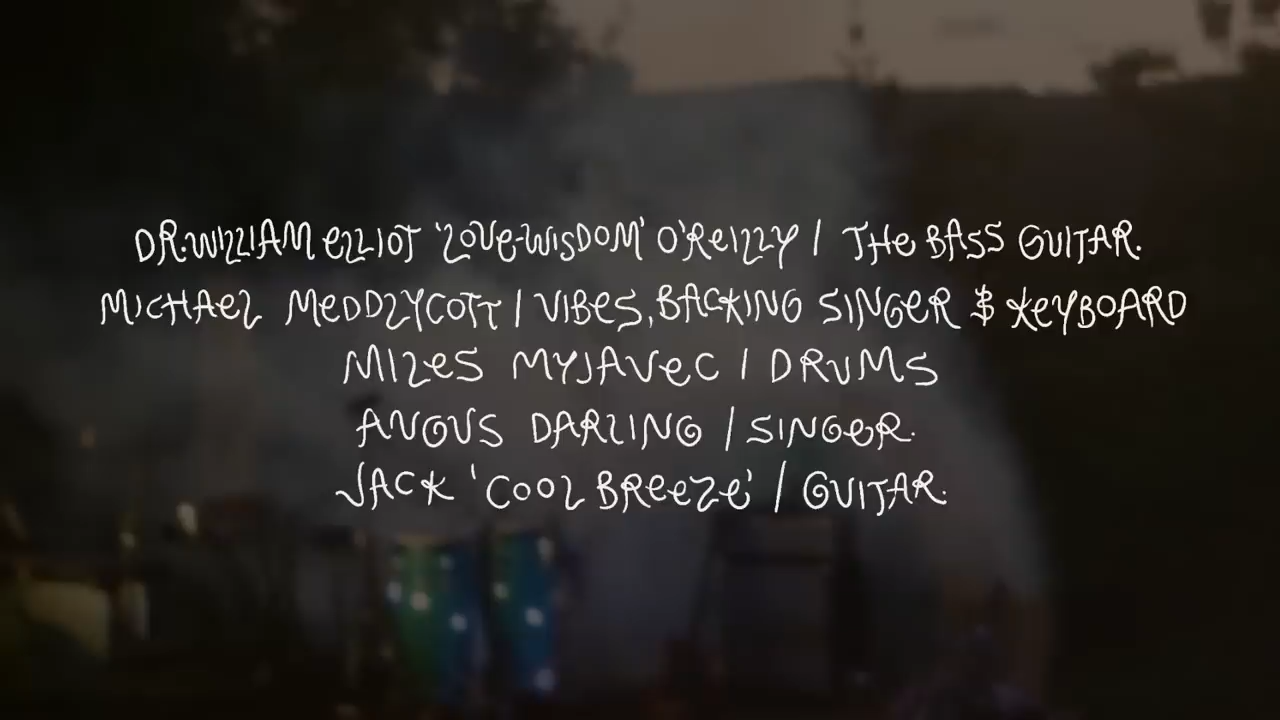 DR.WILLIAM ELLIOT 'LOVE-WISDOM' O'REILLY / THE BASS GUITAR.
MICHAEL MEDDLYCOTT / VIBES, BACKING SINGER $ KEYBOARD
MILES MYJAVEC / DRUMS
ANGUS DARLING / SINGER.
JACK 'COOL BREEZE' / GUITAR.